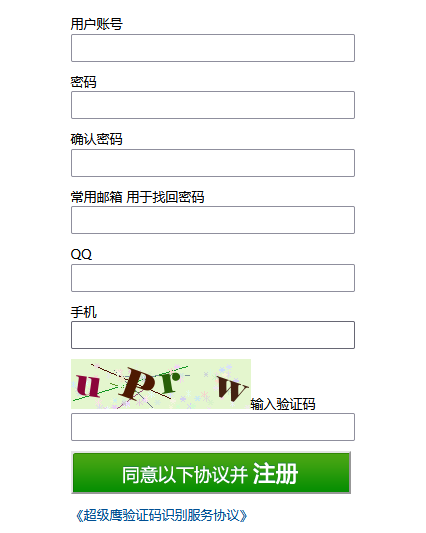 用户账号
密码
确认密码
常用邮箱 用于找回密码
QQ
手机
uPr w 输入验证码
同意以下协议并 注册
《超级鹰验证码识别服务协议》